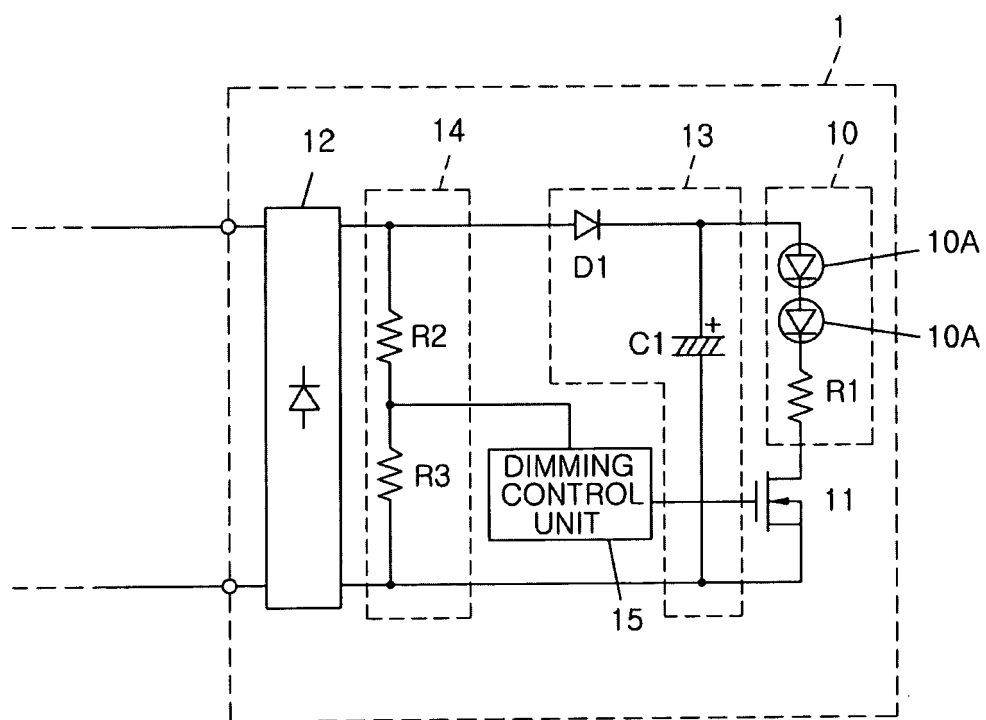 1
12
14
13
10
10A
D1
10A
R2
C1
+
R1
R3
DIMMING
CONTROL
UNIT
11
15